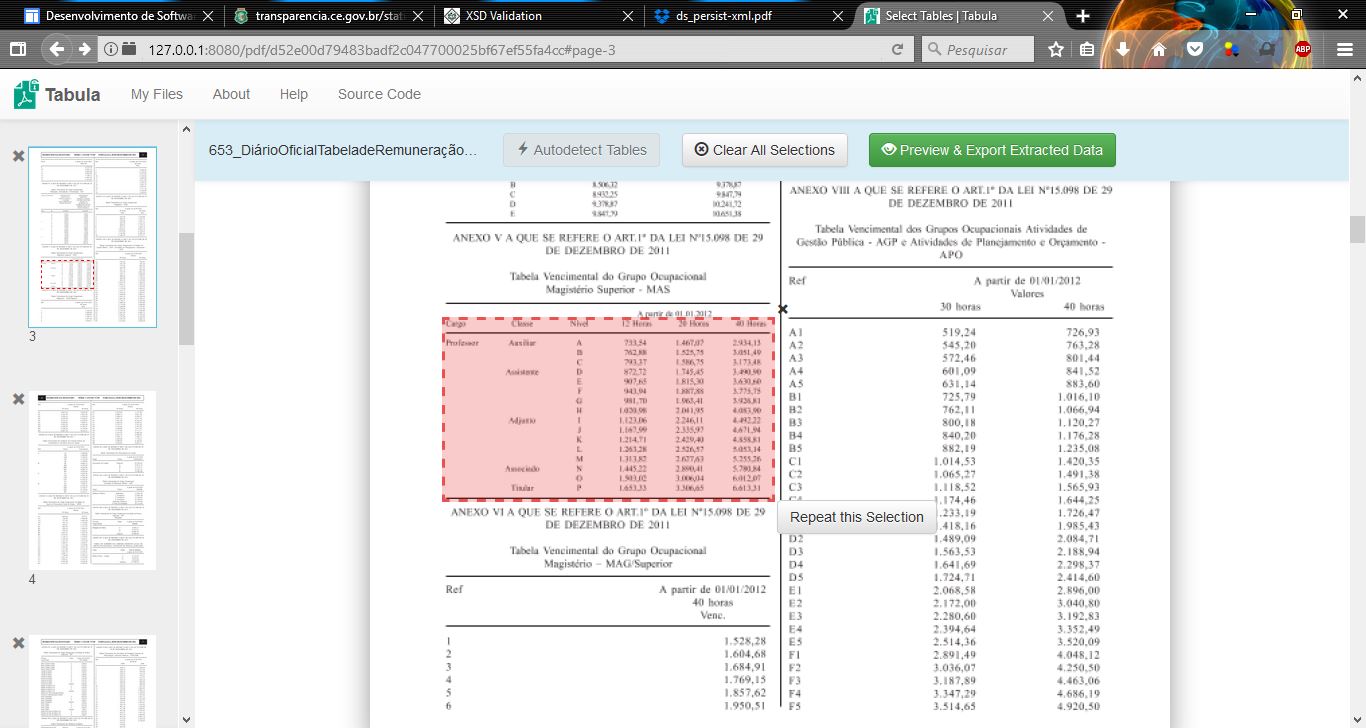 Desenvolvimento de Softwar
transparencia.ce.gov.br/stati
XSD Validation
ds_persist-xml.pdf
Select Tables | Tabula
127.0.0.1:8080/pdf/d52e00d79483badf2c047700025bf67ef55fa4cc#page-3
Pesquisar
ABP
Tabula
My Files
About
Help
Source Code
653_DiárioOficialTabeladeRemuneração...
Autodetect Tables
Clear All Selections
Preview & Export Extracted Data
3
4
B 8.506,32 9.378,87
C 8.932,25 9.847,79
D 9.378,87 10.241,72
E 9.847,79 10.651,38
ANEXO V A QUE SE REFERE O ART.1º DA LEI Nº15.098 DE 29
DE DEZEMBRO DE 2011
Tabela Vencimental do Grupo Ocupacional
Magistério Superior - MAS
A partir de 01.01.2012
Cargo Classe Nível 12 Horas 20 Horas 40 Horas
Professor Auxiliar A 733,54 1.467,07 2.934,13
B 762,88 1.525,75 3.051,49
C 793,37 1.586,75 3.173,48
Assistente D 872,72 1.745,45 3.490,90
E 907,65 1.815,30 3.630,60
F 943,94 1.887,88 3.775,75
G 981,70 1.963,41 3.926,81
H 1.020,98 2.041,95 4.083,90
Adjunto I 1.123,06 2.246,11 4.492,22
J 1.167,99 2.335,97 4.671,94
K 1.214,71 2.429,40 4.858,81
L 1.263,28 2.526,57 5.053,14
M 1.313,82 2.627,63 5.255,26
Associado N 1.445,22 2.890,41 5.780,84
O 1.503,02 3.006,04 6.012,07
Titular P 1.653,33 3.306,65 6.613,31
ANEXO VI A QUE SE REFERE O ART.1º DA LEI Nº15.098 DE 29
DE DEZEMBRO DE 2011
Tabela Vencimental do Grupo Ocupacional
Magistério – MAG/Superior
Ref A partir de 01/01/2012
40 horas
Venc.
1 1.528,28
2 1.604,68
3 1.684,91
4 1.769,15
5 1.857,62
6 1.950,51
ANEXO VIII A QUE SE REFERE O ART.1º DA LEI Nº15.098 DE 29
DE DEZEMBRO DE 2011
Tabela Vencimental dos Grupos Ocupacionais Atividades de
Gestão Pública - AGP e Atividades de Planejamento e Orçamento -
APO
Ref A partir de 01/01/2012
Valores
30 horas 40 horas
A1 519,24 726,93
A2 545,20 763,28
A3 572,46 801,44
A4 601,09 841,52
A5 631,14 883,60
B1 725,79 1.016,10
B2 762,11 1.066,94
B3 800,18 1.120,27
B4 840,20 1.176,28
B5 882,19 1.235,08
C1 1.014,53 1.420,35
C2 1.065,27 1.491,38
C3 1.118,52 1.565,93
C4 1.174,46 1.644,25
.233,19 1.726,47
.418,16 1.985,43
D2 1.489,09 2.084,71
D3 1.563,53 2.188,94
D4 1.641,69 2.298,37
D5 1.724,71 2.414,60
E1 2.068,58 2.896,00
E2 2.172,00 3.040,80
E3 2.280,60 3.192,83
E4 2.394,64 3.352,49
E5 2.514,36 3.520,09
F1 2.891,49 4.048,12
F2 3.036,07 4.250,50
F3 3.187,89 4.463,06
F4 3.347,29 4.686,19
F5 3.514,65 4.920,50
Repeat this Selection